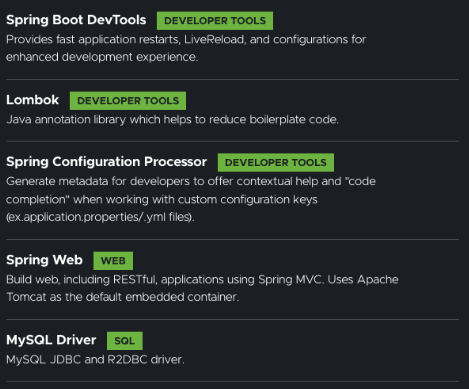 Spring Boot DevTools DEVELOPER TOOLS
Provides fast application restarts, LiveReload, and configurations for
enhanced development experience.
Lombok DEVELOPER TOOLS
Java annotation library which helps to reduce boilerplate code.
Spring Configuration Processor DEVELOPER TOOLS
Generate metadata for developers to offer contextual help and "code
completion" when working with custom configuration keys
(ex.application.properties/.yml files).
Spring Web WEB
Build web, including RESTful, applications using Spring MVC. Uses Apache
Tomcat as the default embedded container.
MySQL Driver SQL
MySQL JDBC and R2DBC driver.